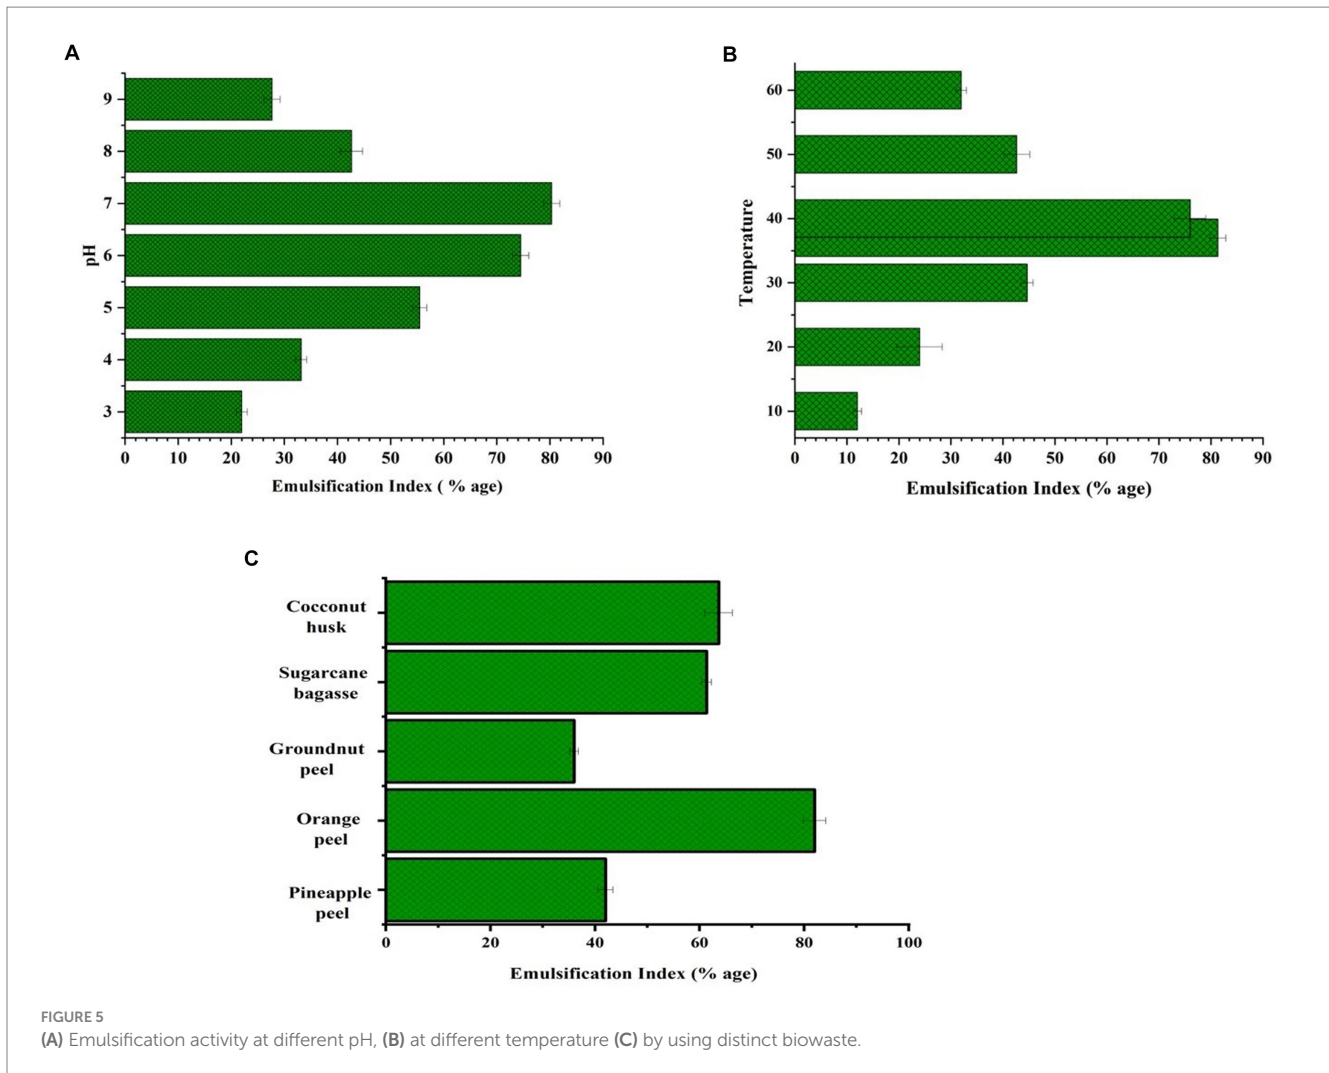 A
9
8
7
6
5
4
3
pH
0 10 20 30 40 50 60 70 80 90
Emulsification Index ( % age)
B
60
50
40
30
20
10
Temperature
0 10 20 30 40 50 60 70 80 90
Emulsification Index (% age)
C
Cocconut
husk
Sugarcane
bagasse
Groundnut
peel
Orange
peel
Pineapple
peel
0 20 40 60 80 100
Emulsification Index (% age)
FIGURE 5
(A) Emulsification activity at different pH, (B) at different temperature (C) by using distinct biowaste.